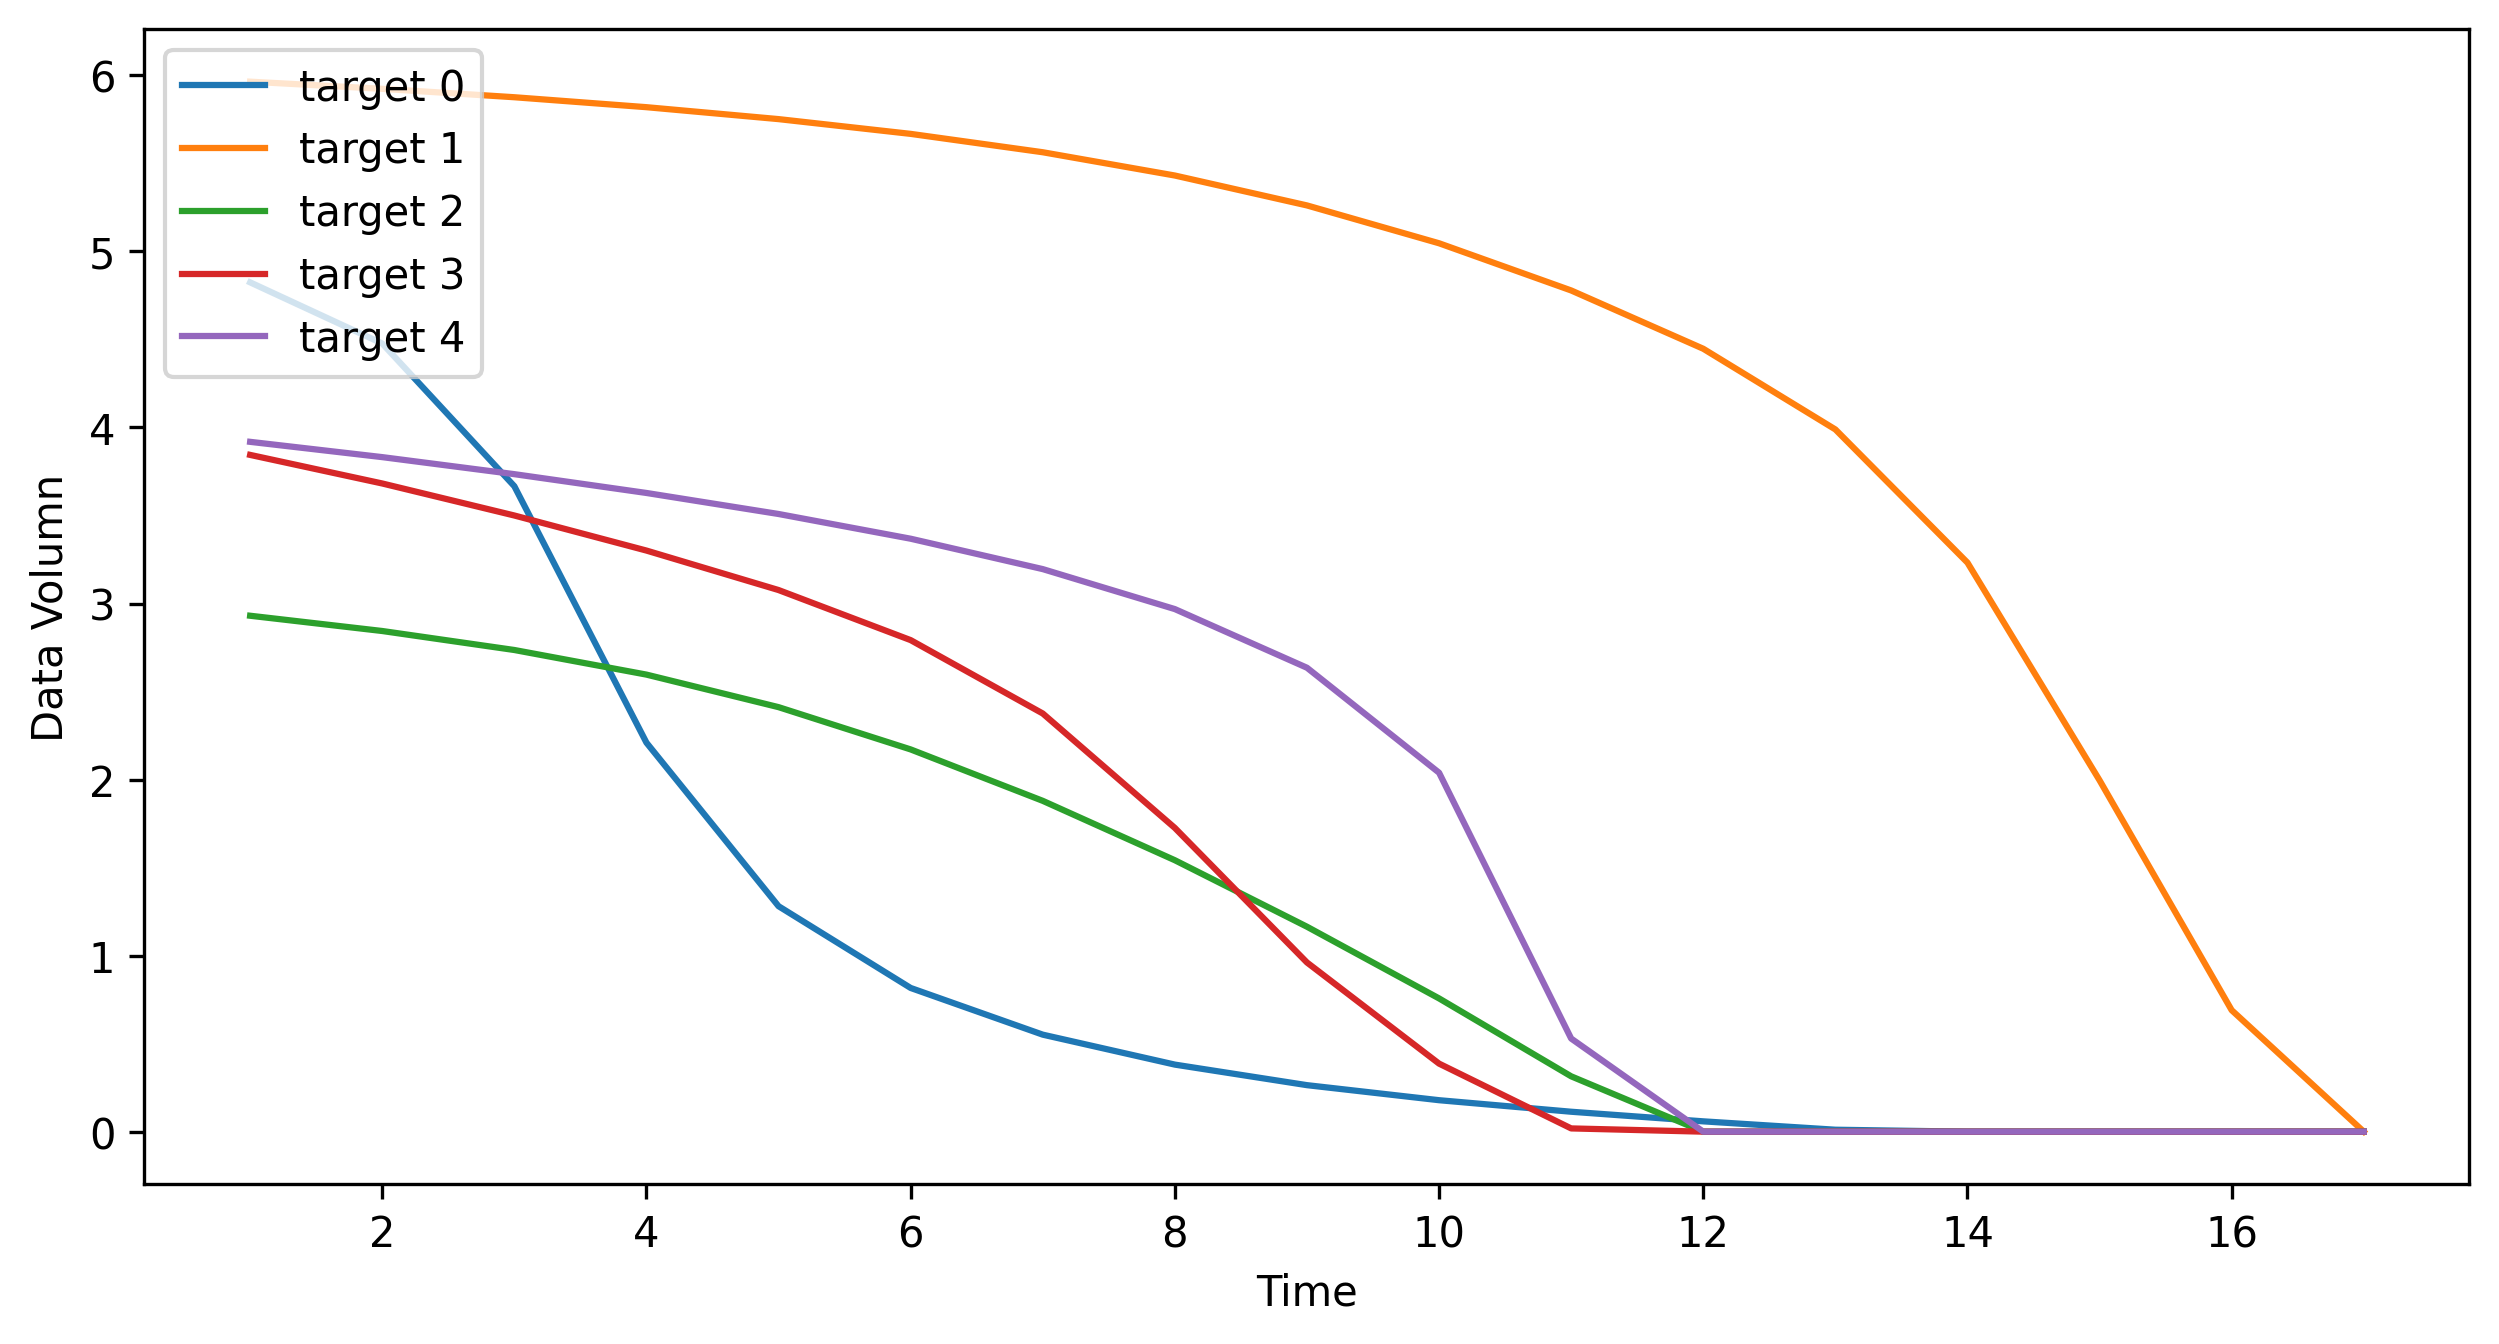 target 0
target 1
target 2
target 3
target 4
6
5
4
3
2
1
0
Data Volumn
2 4 6 8 10 12 14 16
Time